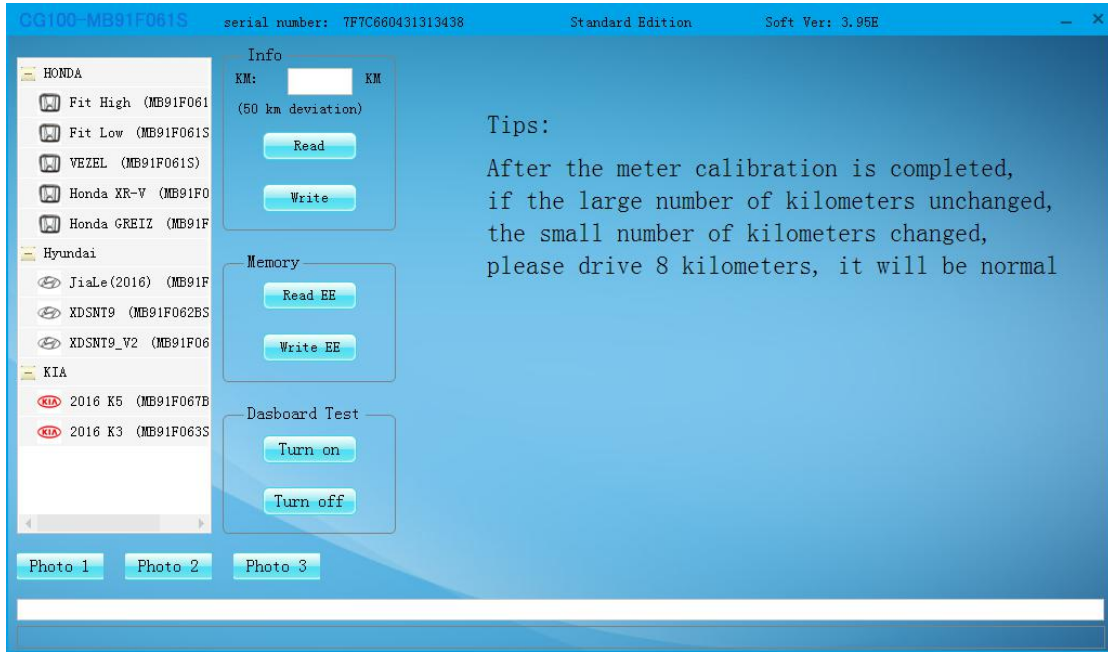 CG100-MB91F061S serial number: 7F7C660431313438 Standard Edition Soft Ver: 3.95E
HONDA
Fit High (MB91F061
Fit Low (MB91F061S
VEZEL (MB91F061S)
Honda XR-V (MB91F0
Honda GREIZ (MB91F
Hyundai
JiaLe(2016) (MB91F
XDSNT9 (MB91F062BS
XDSNT9_V2 (MB91F06
KIA
KIA 2016 K5 (MB91F067B
KIA 2016 K3 (MB91F063S
Info
KM: KM
(50 km deviation)
Read
Write
Memory
Read EE
Write EE
Dasboard Test
Turn on
Turn off
Tips:
After the meter calibration is completed,
if the large number of kilometers unchanged,
the small number of kilometers changed,
please drive 8 kilometers, it will be normal
Photo 1 Photo 2 Photo 3